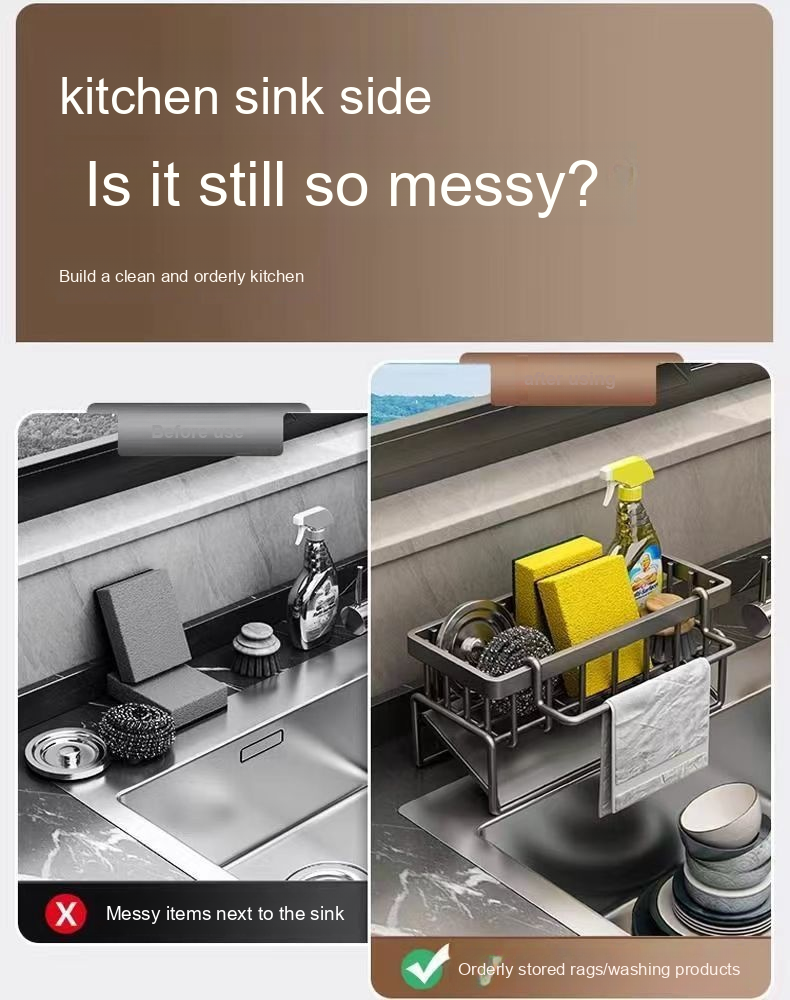 kitchen sink side
Is it still so messy?
Build a clean and orderly kitchen
after using
Before use
X Messy items next to the sink
Orderly stored rags/washing products